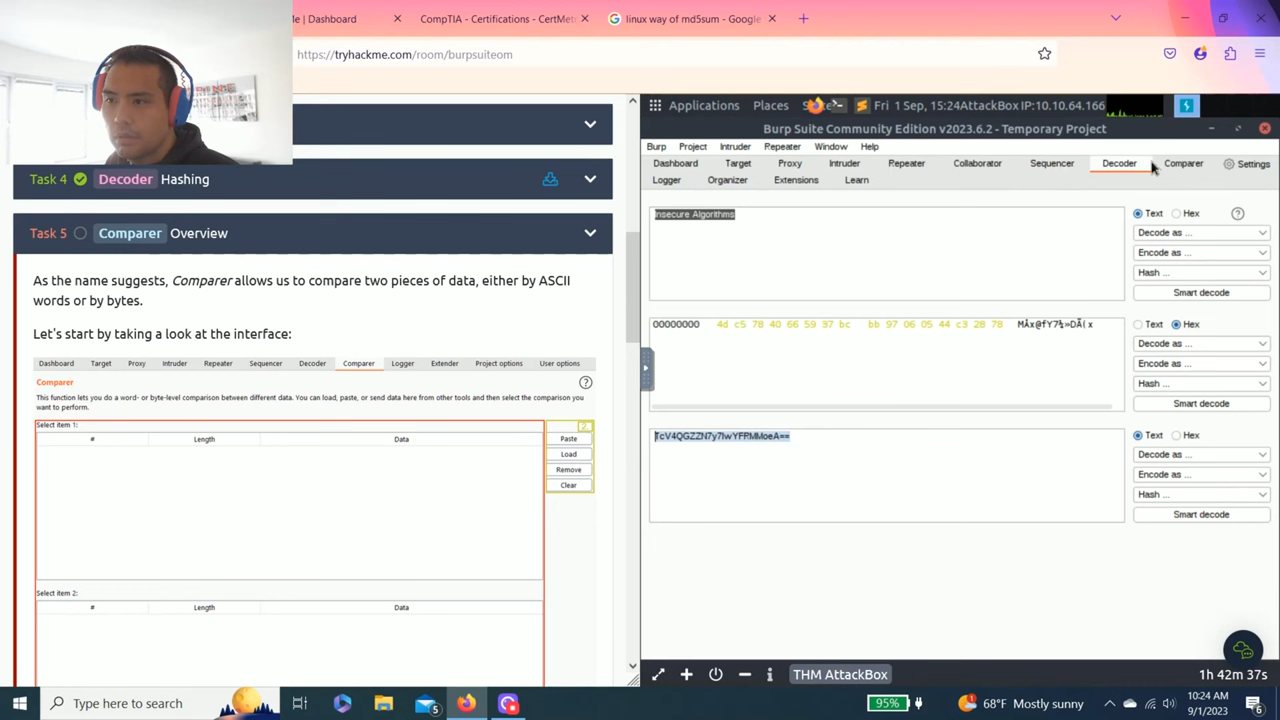 Me | Dashboard
CompTIA - Certifications - CertMet
linux way of md5sum - Google
https://tryhackme.com/room/burpsuiteom
Task 4 Decoder Hashing
Task 5 Comparer Overview
As the name suggests, Comparer allows us to compare two pieces of data, either by ASCII
words or by bytes.
Let's start by taking a look at the interface:
Dashboard Target Proxy Intruder Repeater Sequencer Decoder Comparer Logger Extender Project options User options
Comparer
?
This function lets you do a word- or byte-level comparison between different data. You can load, paste, or send data here from other tools and then select the comparison you
want to perform.
Select item 1:
2
# Length Data
Paste
Load
Remove
Clear
Select item 2:
# Length Data
Applications Places Fri 1 Sep, 15:24 AttackBox IP:10.10.64.166
Burp Suite Community Edition v2023.6.2 - Temporary Project
Burp Project Intruder Repeater Window Help
Dashboard Target Proxy Intruder Repeater Collaborator Sequencer Decoder Comparer Settings
Logger Organizer Extensions Learn
Insecure Algorithms
Text Hex ?
Decode as ...
Encode as ...
Hash ...
Smart decode
00000000 4d c5 78 40 66 59 37 bc bb 97 06 05 44 c3 28 78
Text Hex
Decode as ...
Encode as ...
Hash ...
Smart decode
TcV4QGZZN7y7lwYFRMMoeA==
Text Hex
Decode as ...
Encode as ...
Hash ...
Smart decode
THM AttackBox
1h 42m 37s
Type here to search
5
95%
68°F Mostly sunny
10:24 AM
9/1/2023
6